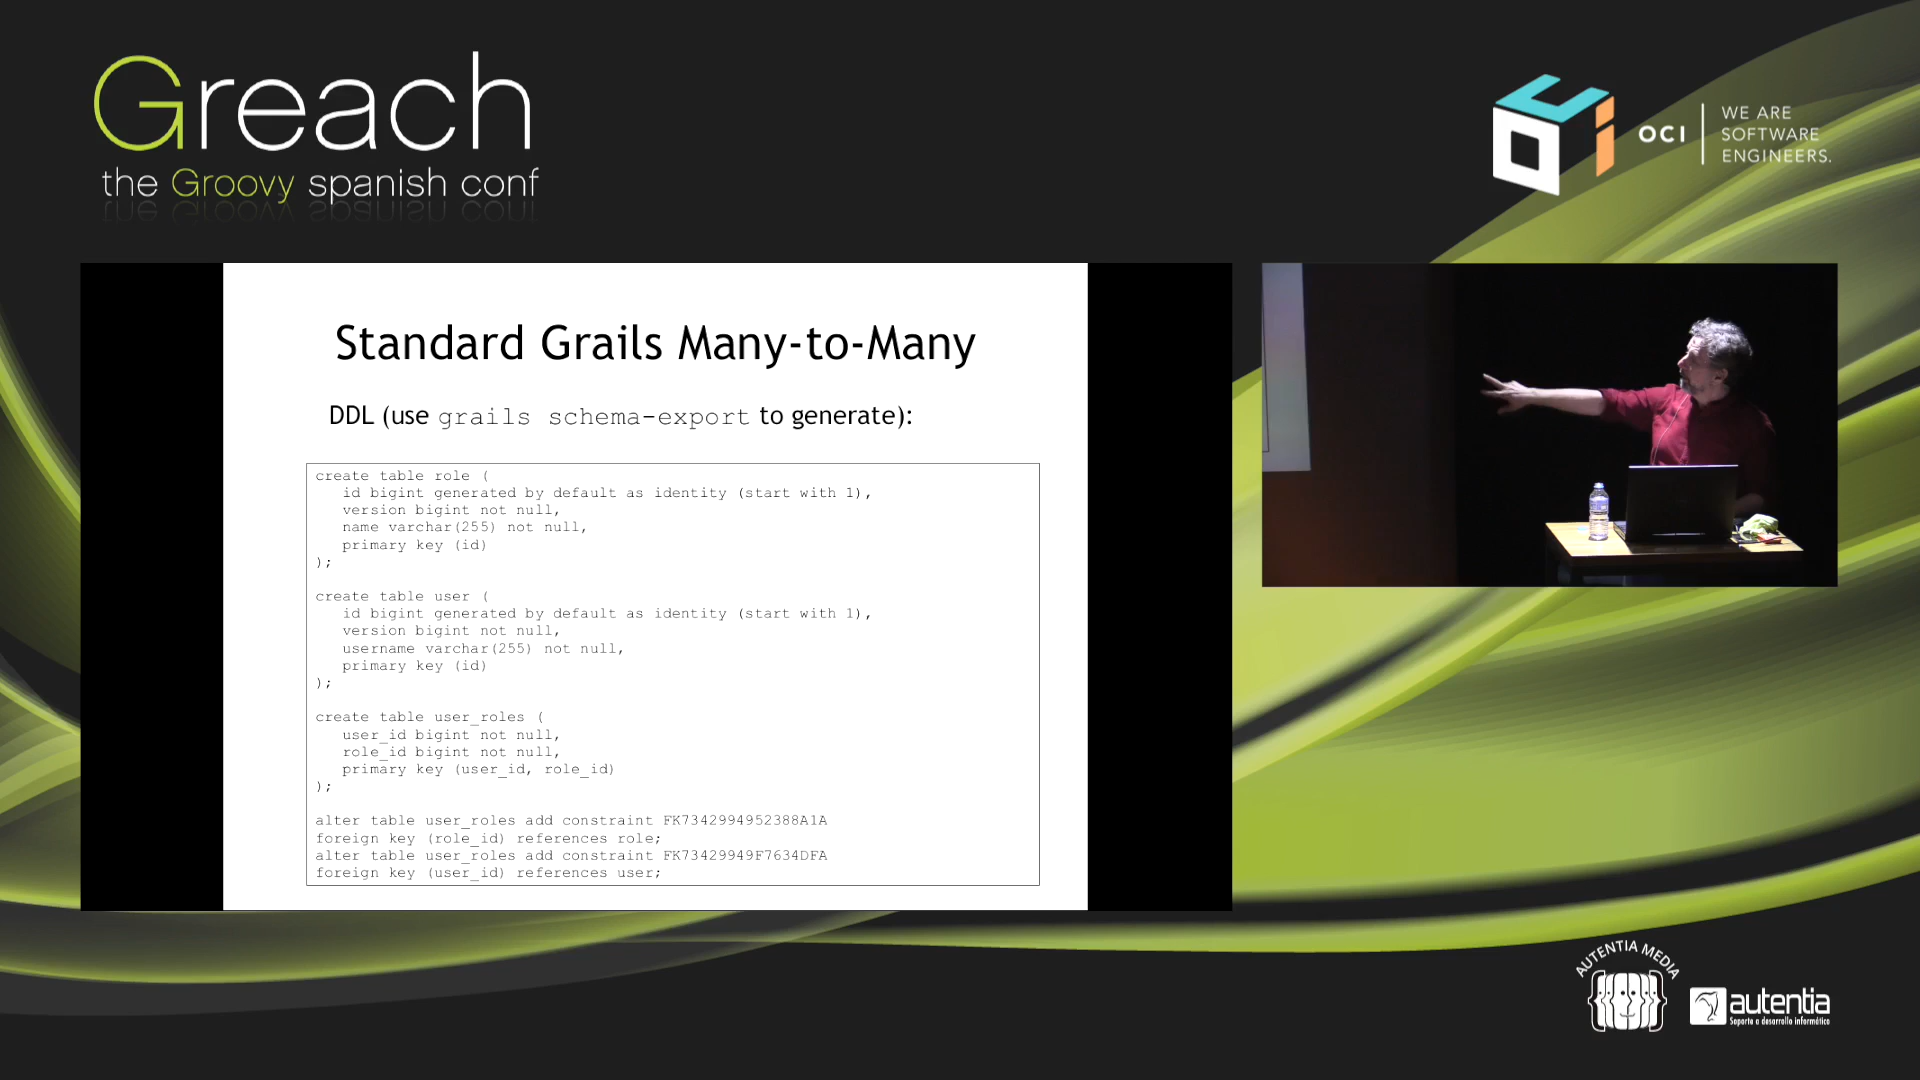 Greach
the Groovy spanish conf
OCI
WE ARE
SOFTWARE
ENGINEERS.
Standard Grails Many-to-Many
DDL (use grails schema-export to generate):
create table role (
id bigint generated by default as identity (start with 1),
version bigint not null,
name varchar(255) not null,
primary key (id)
);
create table user (
id bigint generated by default as identity (start with 1),
version bigint not null,
username varchar(255) not null,
primary key (id)
);
create table user_roles (
user_id bigint not null,
role_id bigint not null,
primary key (user_id, role_id)
);
alter table user_roles add constraint FK7342994952388A1A
foreign key (role_id) references role;
alter table user_roles add constraint FK73429949F7634DFA
foreign key (user_id) references user;
AUTENTIA MEDIA
autentia
Soporte a desarrollo informático